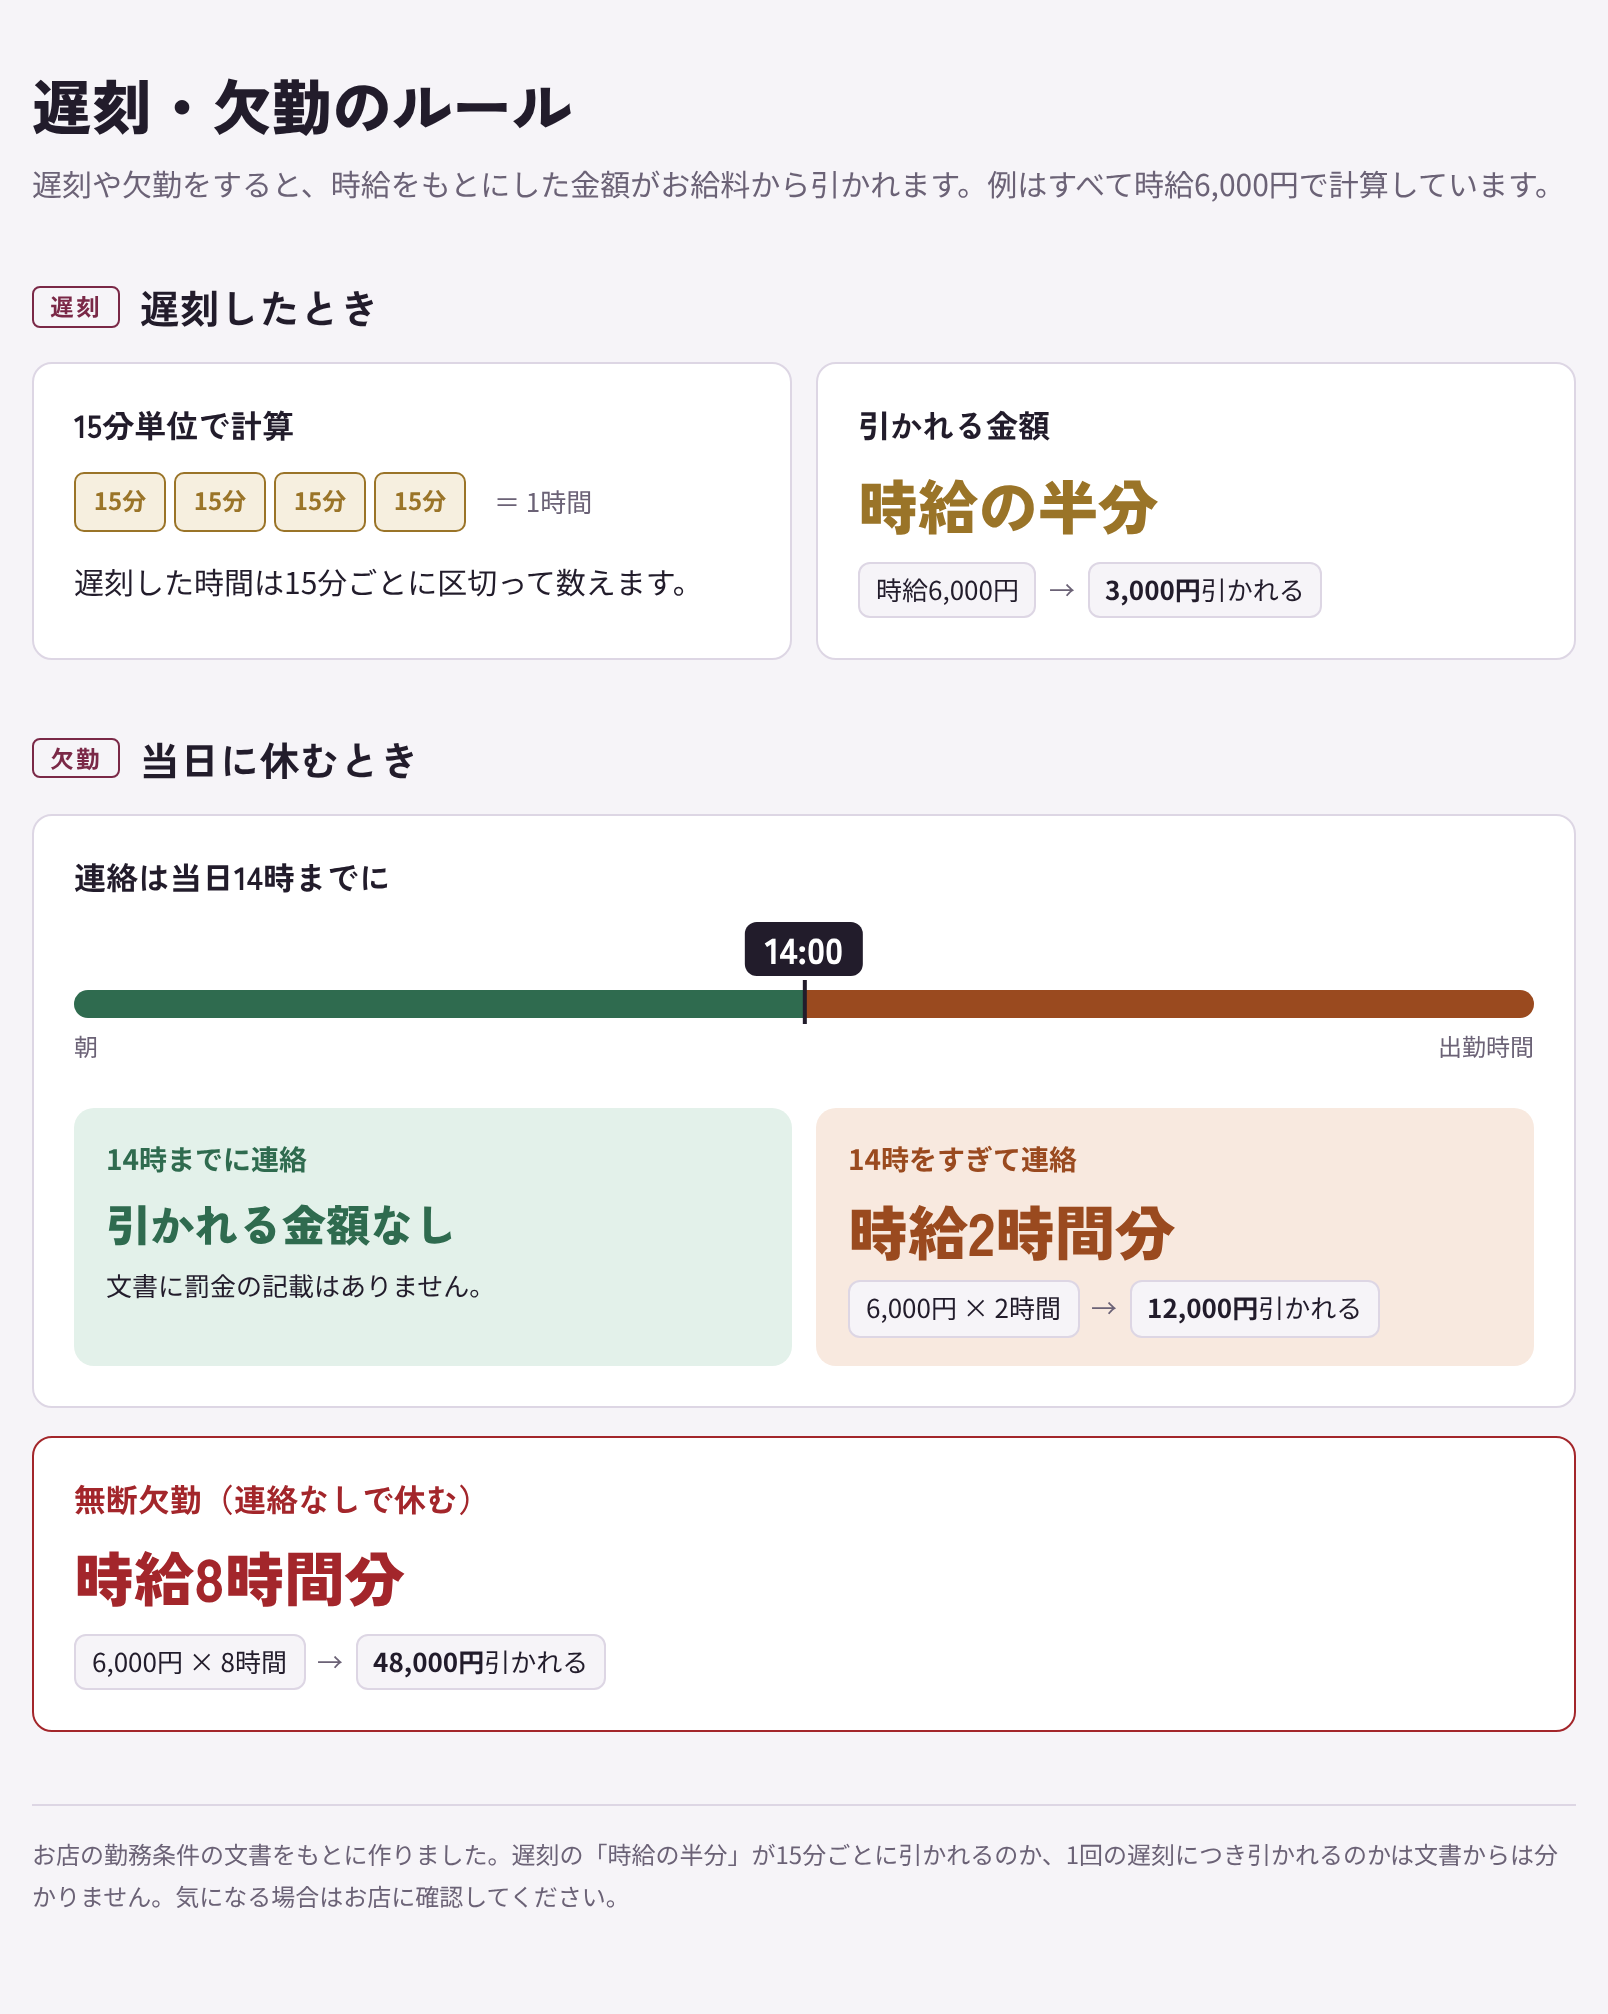 遅刻・欠勤のルール
遅刻や欠勤をすると、時給をもとにした金額がお給料から引かれます。例はすべて時給6,000円で計算しています。
遅刻 遅刻したとき
15分単位で計算
15分 15分 15分 15分 ＝ 1時間
遅刻した時間は15分ごとに区切って数えます。
引かれる金額
時給の半分
時給6,000円 → 3,000円引かれる
欠勤 当日に休むとき
連絡は当日14時までに
14:00
朝 出勤時間
14時までに連絡
引かれる金額なし
文書に罰金の記載はありません。
14時をすぎて連絡
時給2時間分
6,000円 × 2時間 → 12,000円引かれる
無断欠勤（連絡なしで休む）
時給8時間分
6,000円 × 8時間 → 48,000円引かれる
お店の勤務条件の文書をもとに作りました。遅刻の「時給の半分」が15分ごとに引かれるのか、1回の遅刻につき引かれるのかは文書からは分
かりません。気になる場合はお店に確認してください。